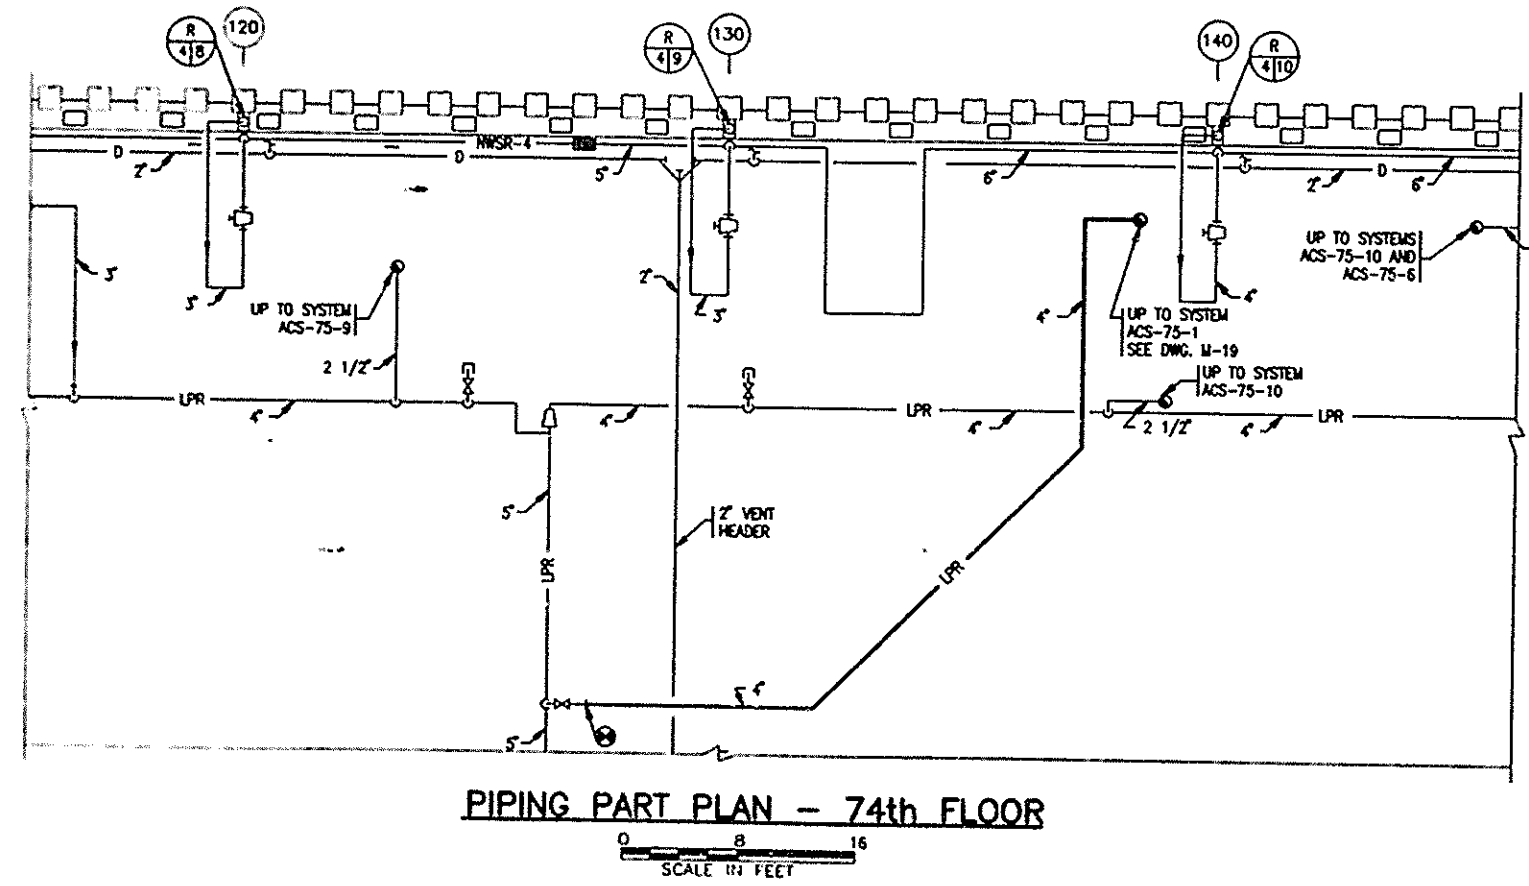 R
4 8
120
R
4 9
130
140
R
4 10
D
2"
NWSR-4
D
5"
6"
2"
D
6"
3"
3"
UP TO SYSTEM
ACS-75-9
2 1/2"
2"
3"
4"
UP TO SYSTEM
ACS-75-1
SEE DWG. M-19
4"
UP TO SYSTEMS
ACS-75-10 AND
ACS-75-6
UP TO SYSTEM
ACS-75-10
LPR
4"
4"
LPR
4"
2 1/2"
4"
LPR
5"
2" VENT
HEADER
LPR
LPR
4"
5"
PIPING PART PLAN - 74th FLOOR
0 8 16
SCALE IN FEET